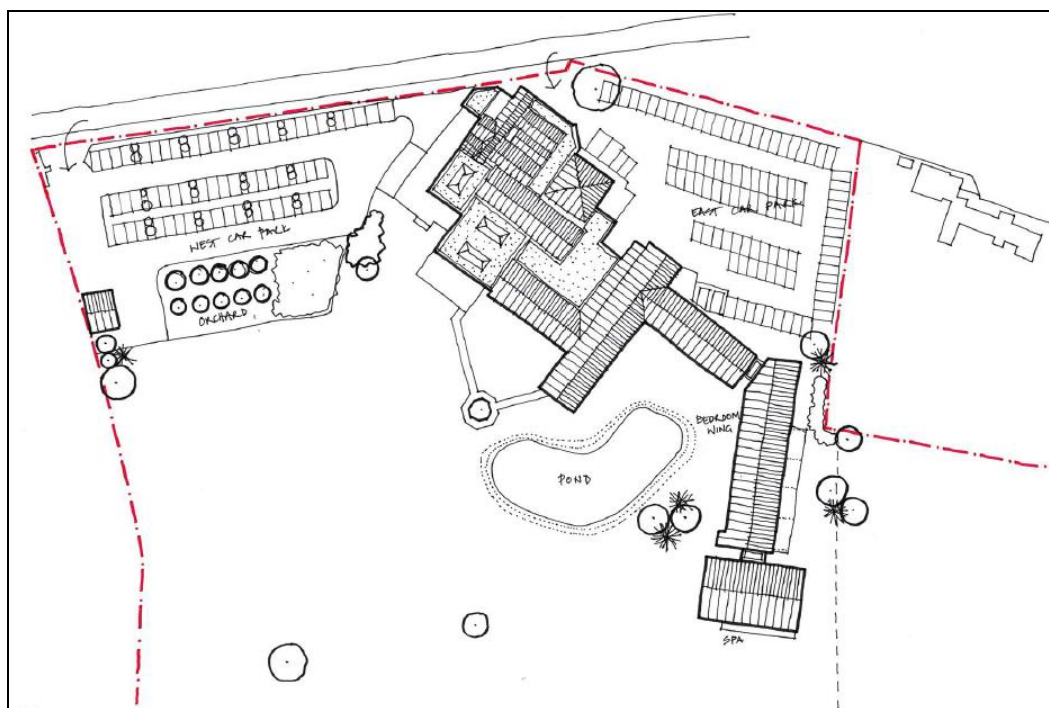 WEST CAR PARK
EAST CAR PARK
ORCHARD
BEDROOM
WING
POND
SPA